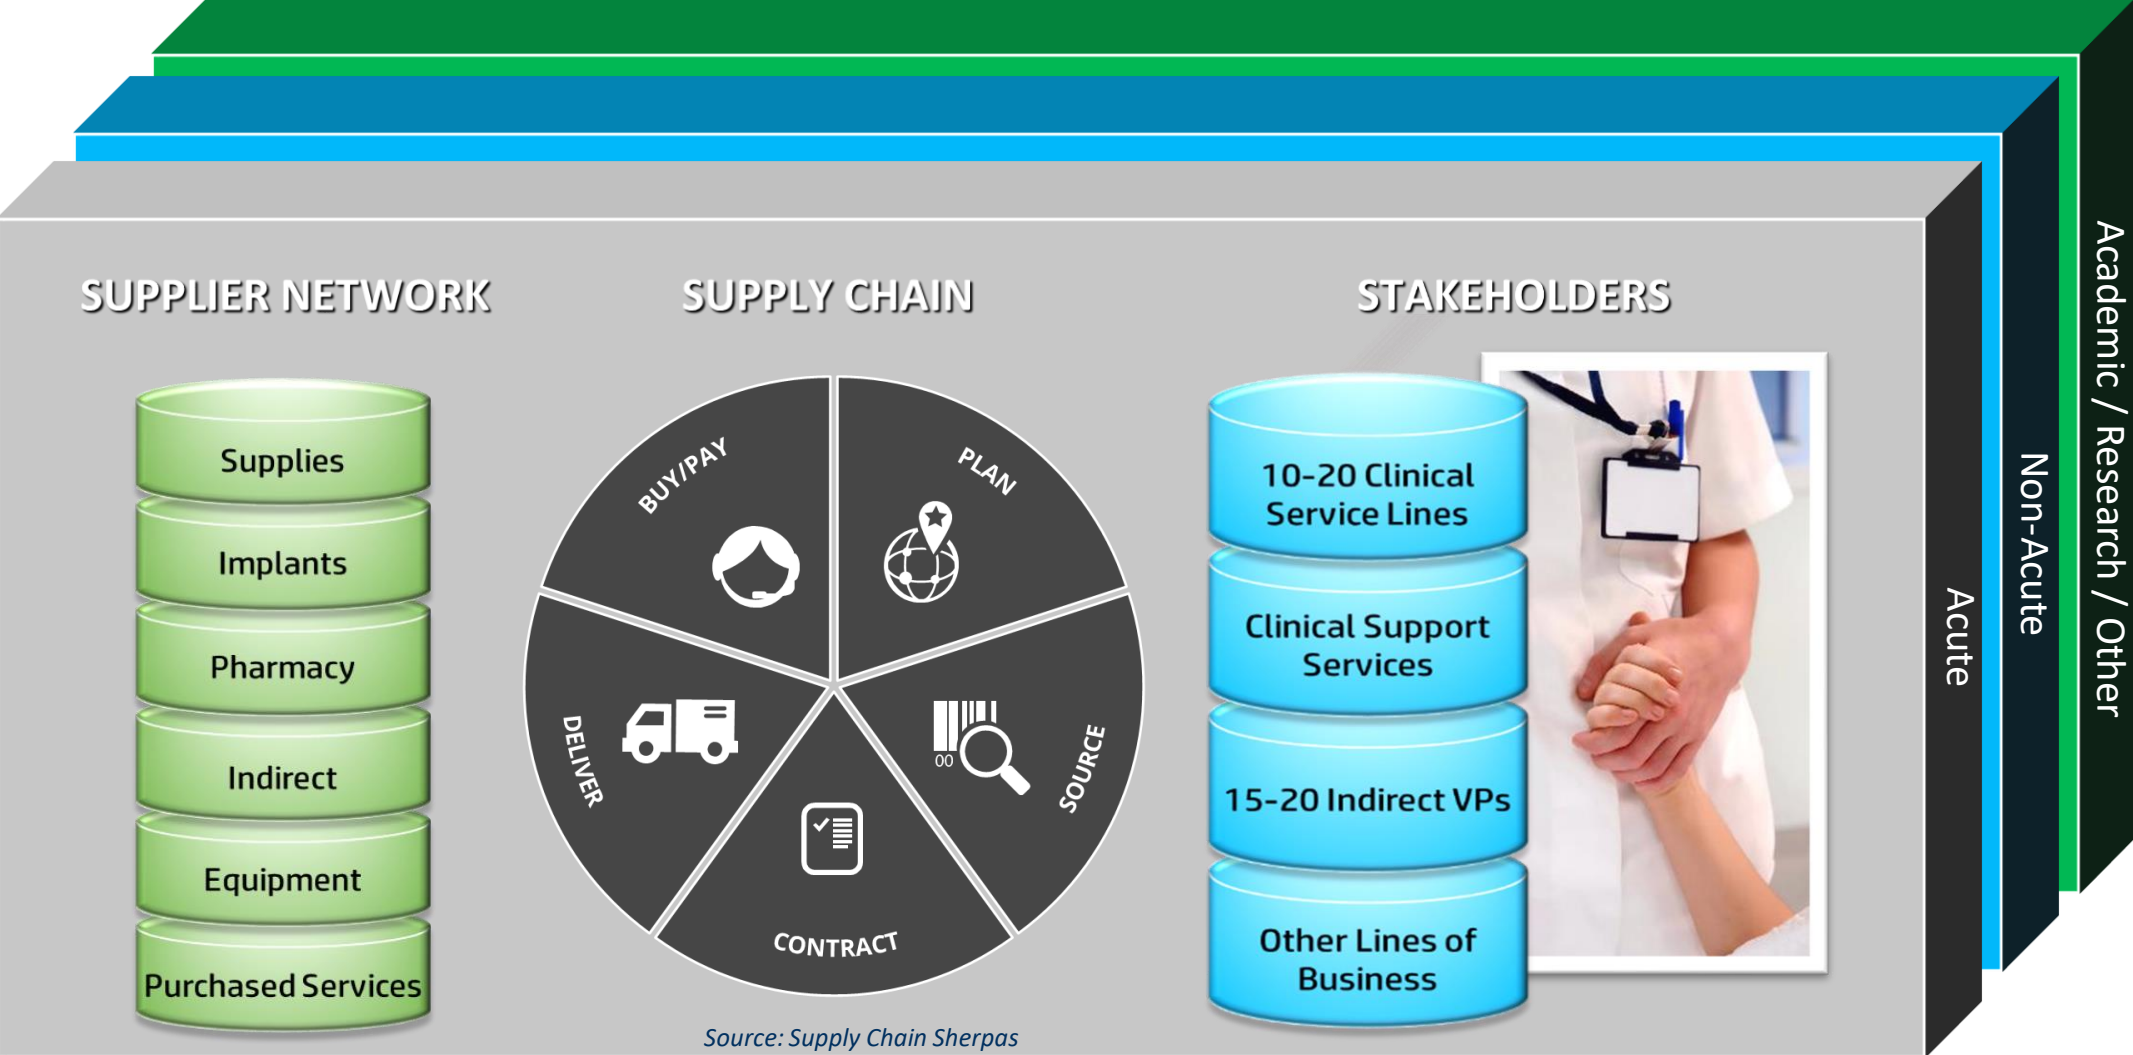 SUPPLIER NETWORK
Supplies
Implants
Pharmacy
Indirect
Equipment
Purchased Services
SUPPLY CHAIN
BUY/PAY
PLAN
SOURCE
00
CONTRACT
DELIVER
Source: Supply Chain Sherpas
STAKEHOLDERS
10-20 Clinical
Service Lines
Clinical Support
Services
15-20 Indirect VPs
Other Lines of
Business
Acute
Non-Acute
Academic / Research / Other